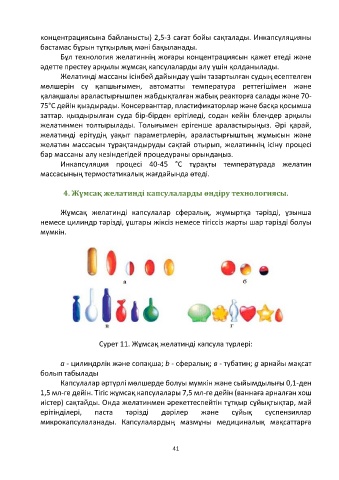 концентрациясына байланысты) 2,5-3 сағат бойы сақталады. Инкапсуляцияны
бастамас бұрын тұтқырлық мәні бақыланады.
Бұл технология желатиннің жоғары концентрациясын қажет етеді және
әдетте престеу арқылы жұмсақ капсулаларды алу үшін қолданылады.
Желатинді массаны ісінбей дайындау үшін тазартылған судың есептелген
мөлшерін су қапшығымен, автоматты температура реттегішімен және
қалақшалы араластырғышпен жабдықталған жабық реакторға салады және 70-
75°С дейін қыздырады. Консерванттар, пластификаторлар және басқа қосымша
заттар. қыздырылған суда бір-бірден ерітіледі, содан кейін блендер арқылы
желатинмен толтырылады. Толығымен ерігенше араластырыңыз. Әрі қарай,
желатинді ерітудің уақыт параметрлерін, араластырғыштың жұмысын және
желатин массасын тұрақтандыруды сақтай отырып, желатиннің ісіну процесі
бар массаны алу кезіндегідей процедураны орындаңыз.
Инкапсуляция процесі 40-45 °С тұрақты температурада желатин
массасының термостатикалық жағдайында өтеді.
4. Жұмсақ желатинді капсулаларды өндіру технологиясы.
Жұмсақ желатинді капсулалар сфералық, жұмыртқа тәрізді, ұзынша
немесе цилиндр тәрізді, ұштары жіксіз немесе тігіссіз жарты шар тәрізді болуы
мүмкін.
а
б
в
д
Сурет 11. Жұмсақ желатинді капсула түрлері:
а - цилиндрлік және сопақша; b - сфералық; в - тубатин; g арнайы мақсат
болып табылады
Капсулалар әртүрлі мөлшерде болуы мүмкін және сыйымдылығы 0,1-ден
1,5 мл-ге дейін. Тігіс жұмсақ капсулалары 7,5 мл-ге дейін (ваннаға арналған хош
иістер) сақтайды. Онда желатинмен әрекеттеспейтін тұтқыр сұйықтықтар, май
ерітінділері, паста тәрізді дәрілер және сұйық суспензиялар
микрокапсулаланады. Капсулалардың мазмұны медициналық мақсаттарға
41